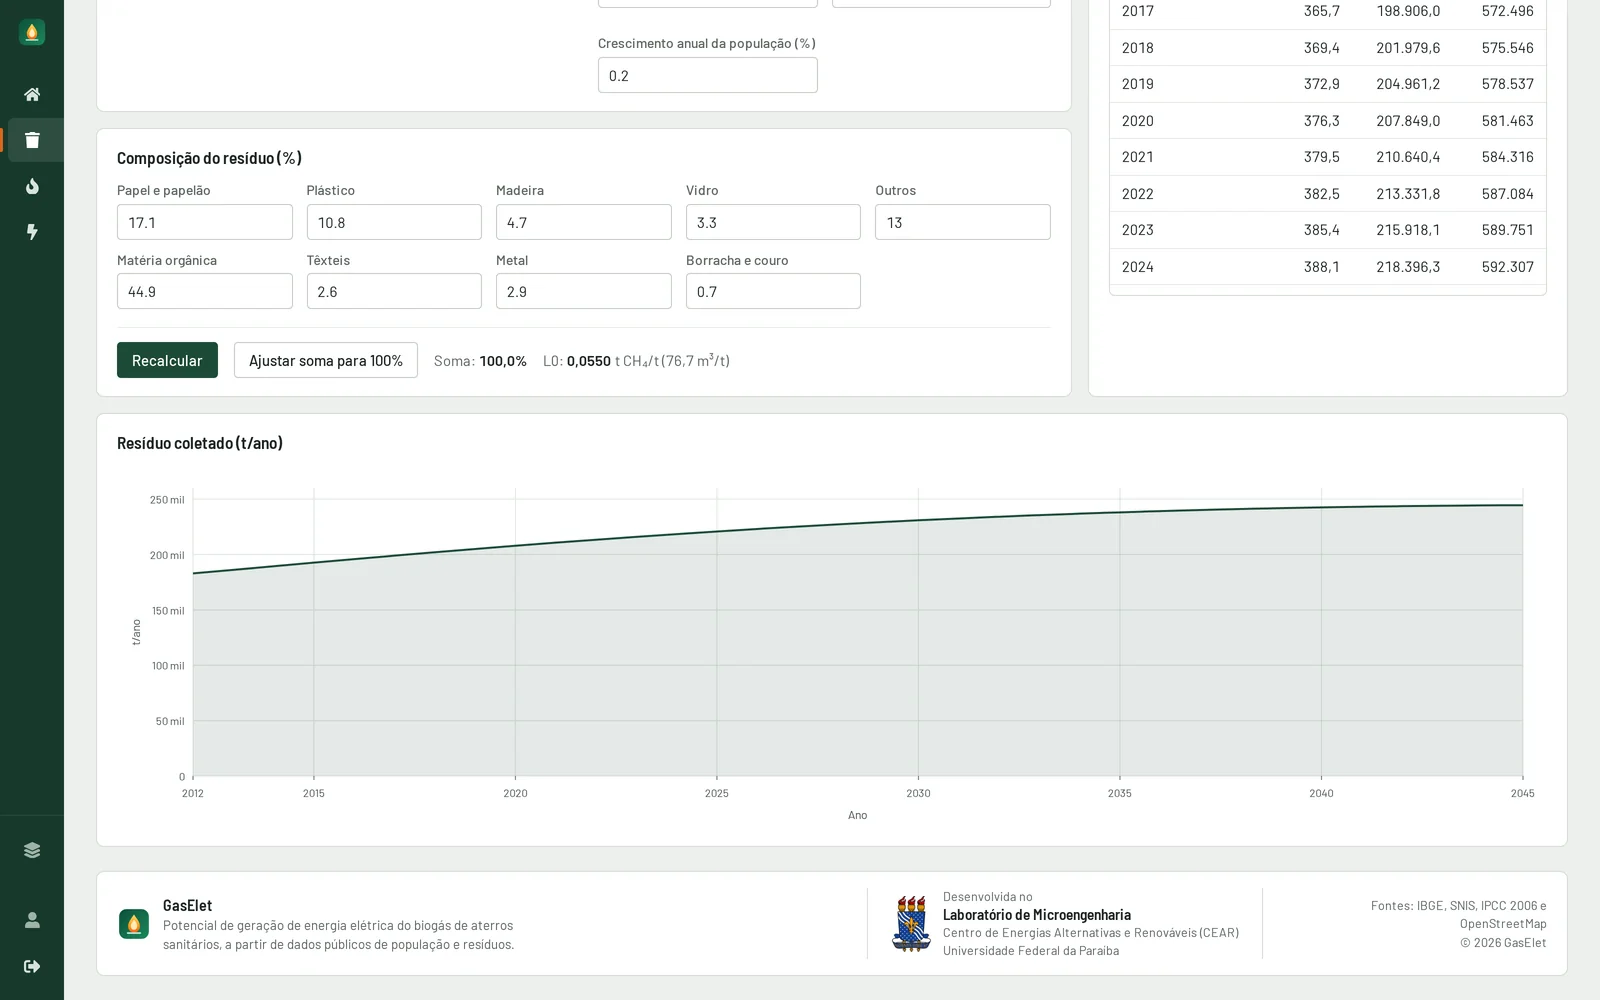 Crescimento anual da população (%)
0.2
Composição do resíduo (%)
Papel e papelão
Plástico
Madeira
Vidro
Outros
17.1
10.8
4.7
3.3
13
Matéria orgânica
Têxteis
Metal
Borracha e couro
44.9
2.6
2.9
0.7
Recalcular
Ajustar soma para 100%
Soma: 100,0%
L0: 0,0550 t CH₄/t (76,7 m³/t)
2017 365,7 198.906,0 572.496
2018 369,4 201.979,6 575.546
2019 372,9 204.961,2 578.537
2020 376,3 207.849,0 581.463
2021 379,5 210.640,4 584.316
2022 382,5 213.331,8 587.084
2023 385,4 215.918,1 589.751
2024 388,1 218.396,3 592.307
Resíduo coletado (t/ano)
250 mil
200 mil
150 mil
100 mil
50 mil
0
t/ano
2012 2015 2020 2025 2030 2035 2040 2045
Ano
GasElet
Potencial de geração de energia elétrica do biogás de aterros
sanitários, a partir de dados públicos de população e resíduos.
Desenvolvida no
Laboratório de Microengenharia
Centro de Energias Alternativas e Renováveis (CEAR)
Universidade Federal da Paraíba
Fontes: IBGE, SNIS, IPCC 2006 e
OpenStreetMap
© 2026 GasElet